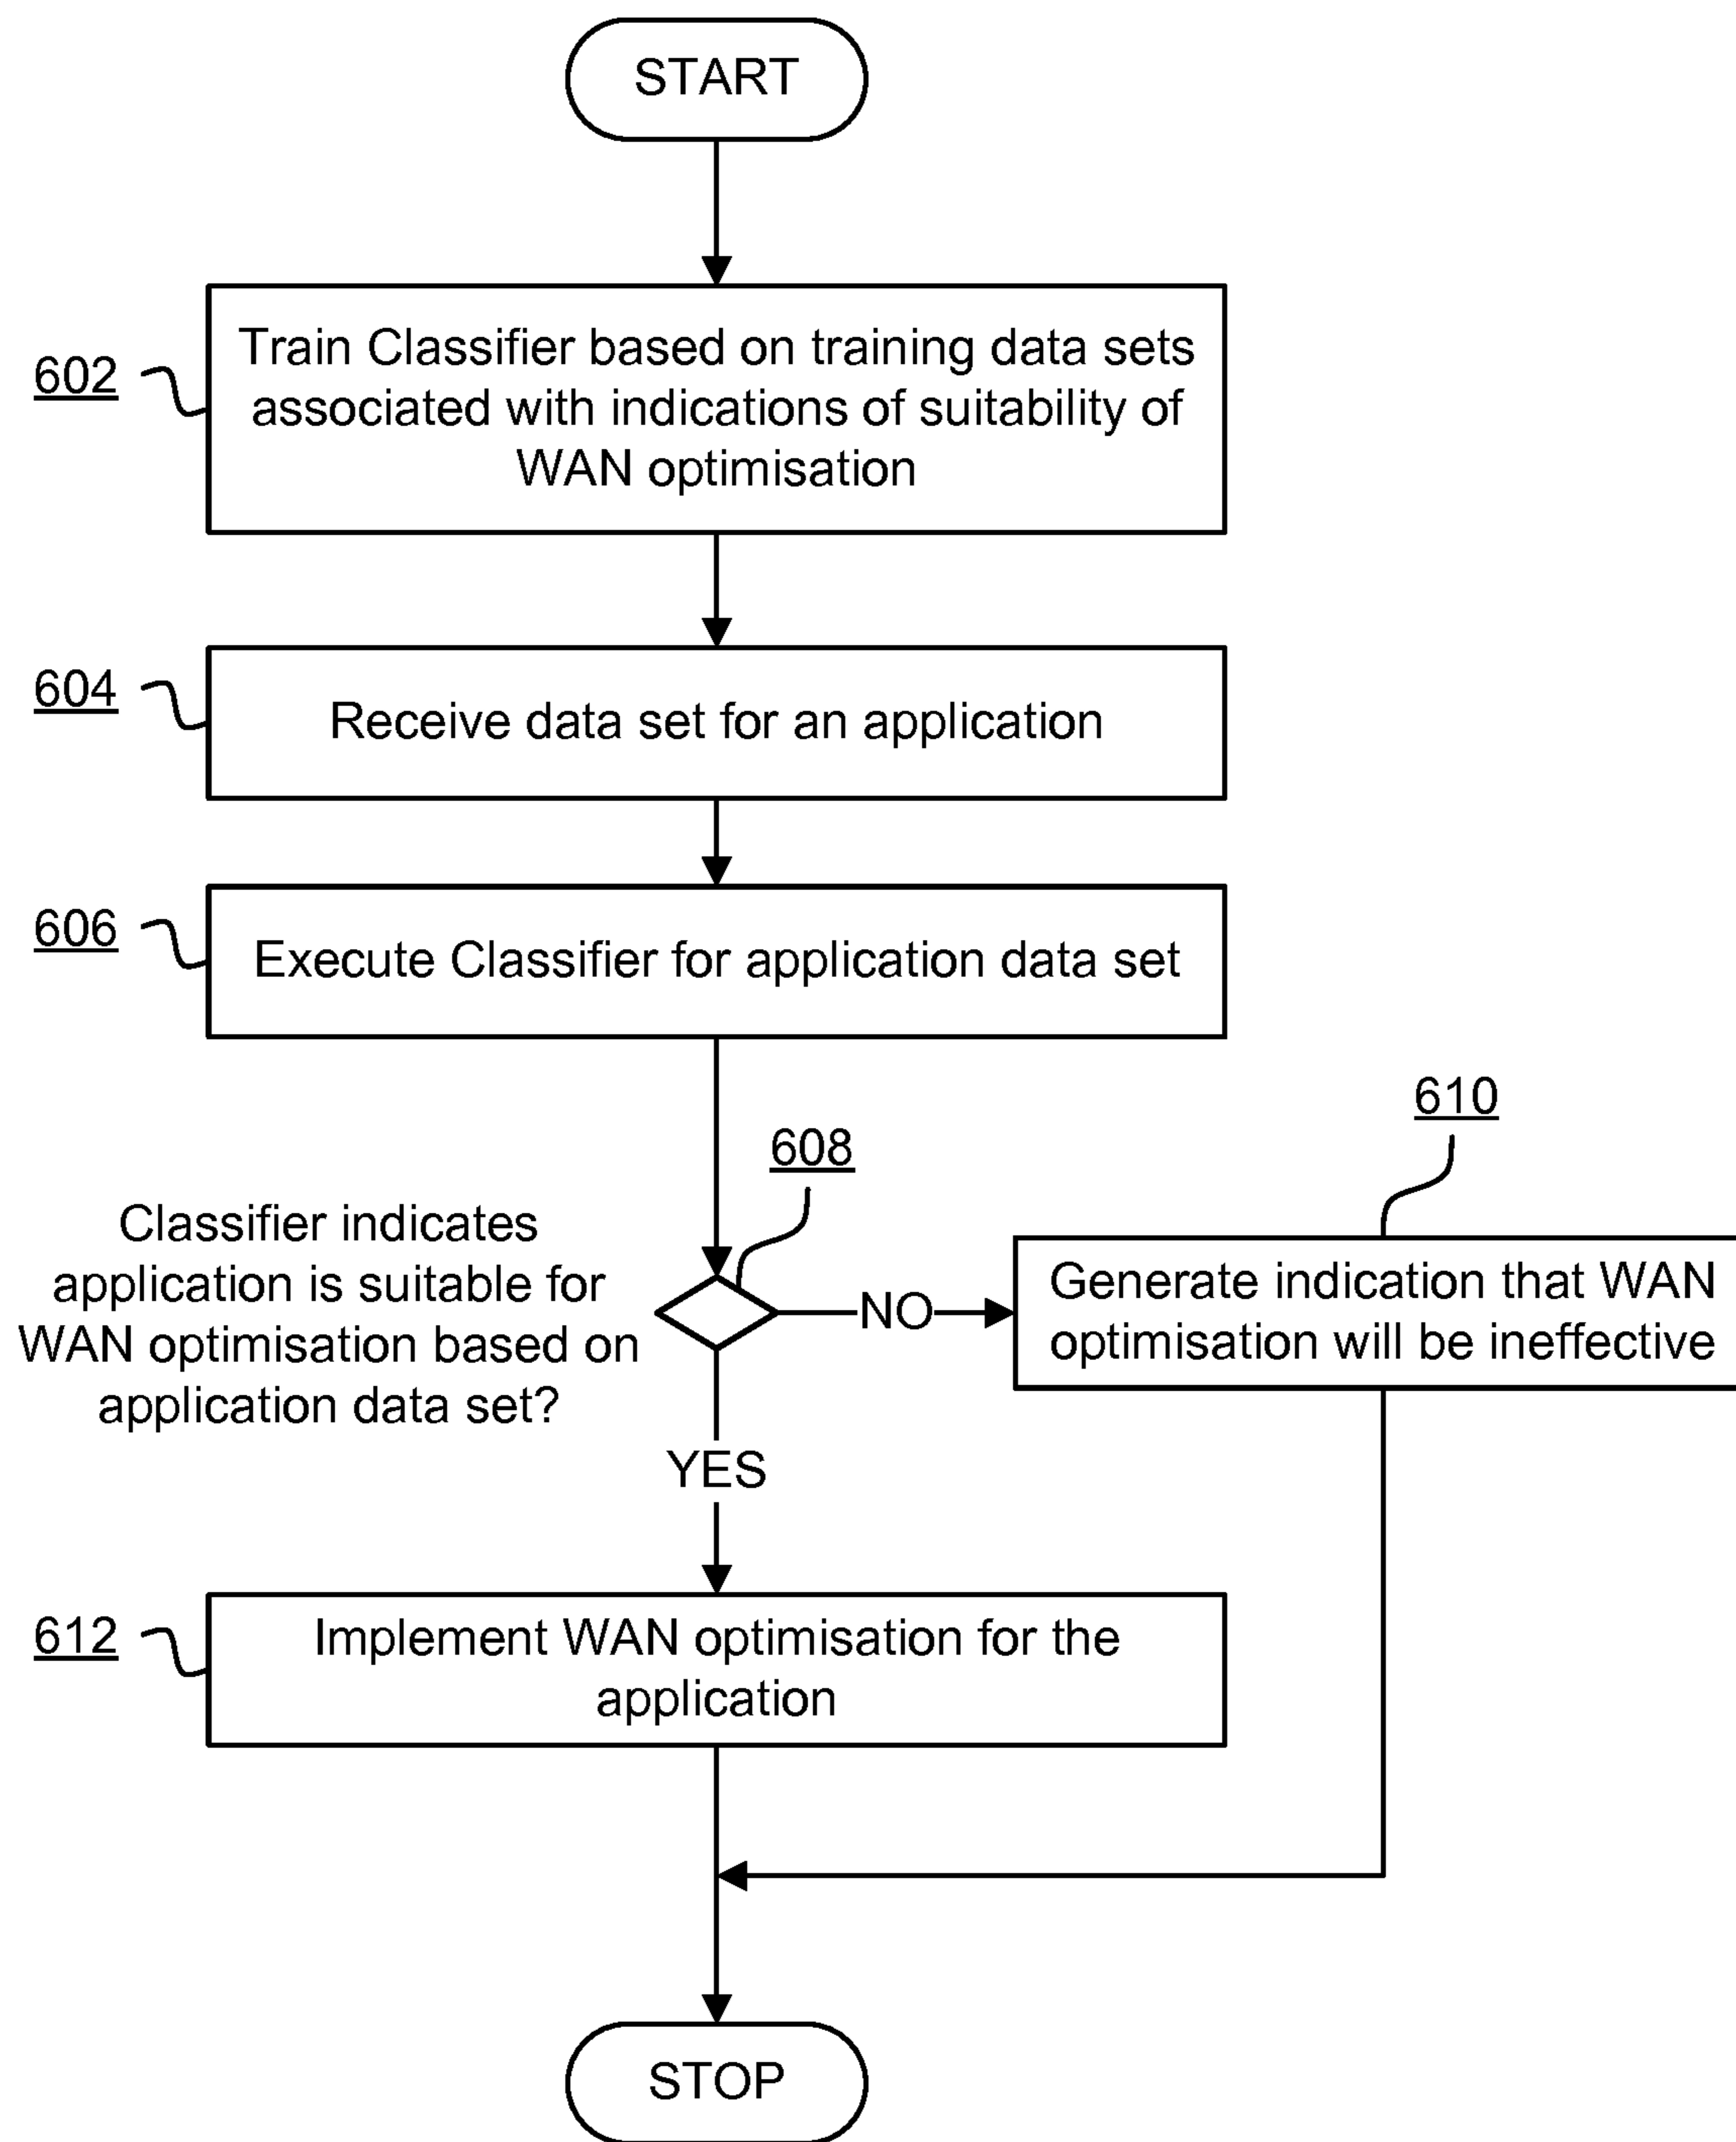 START
602
Train Classifier based on training data sets
associated with indications of suitability of
WAN optimisation
604
Receive data set for an application
606
Execute Classifier for application data set
608
610
Classifier indicates
application is suitable for
WAN optimisation based on
application data set?
NO
Generate indication that WAN
optimisation will be ineffective
YES
612
Implement WAN optimisation for the
application
STOP